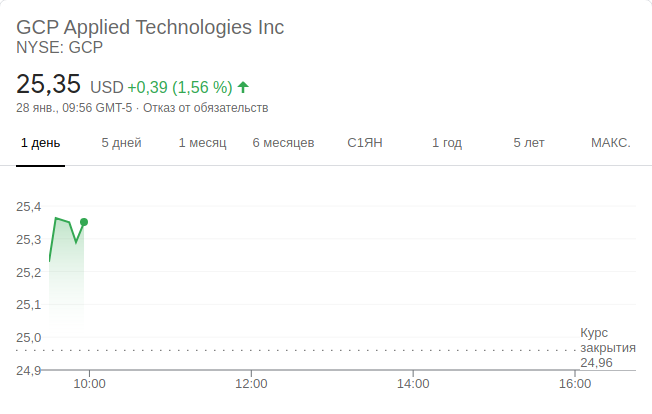 GCP Applied Technologies Inc
NYSE: GCP
25,35 USD +0,39 (1,56 %)
28 янв., 09:56 GMT-5 · Отказ от обязательств
1 день 5 дней 1 месяц 6 месяцев С1ЯН 1 год 5 лет МАКС.
25,4
25,3
25,2
25,1
25,0
24,9
Курс
закрытия
24,96
10:00 12:00 14:00 16:00